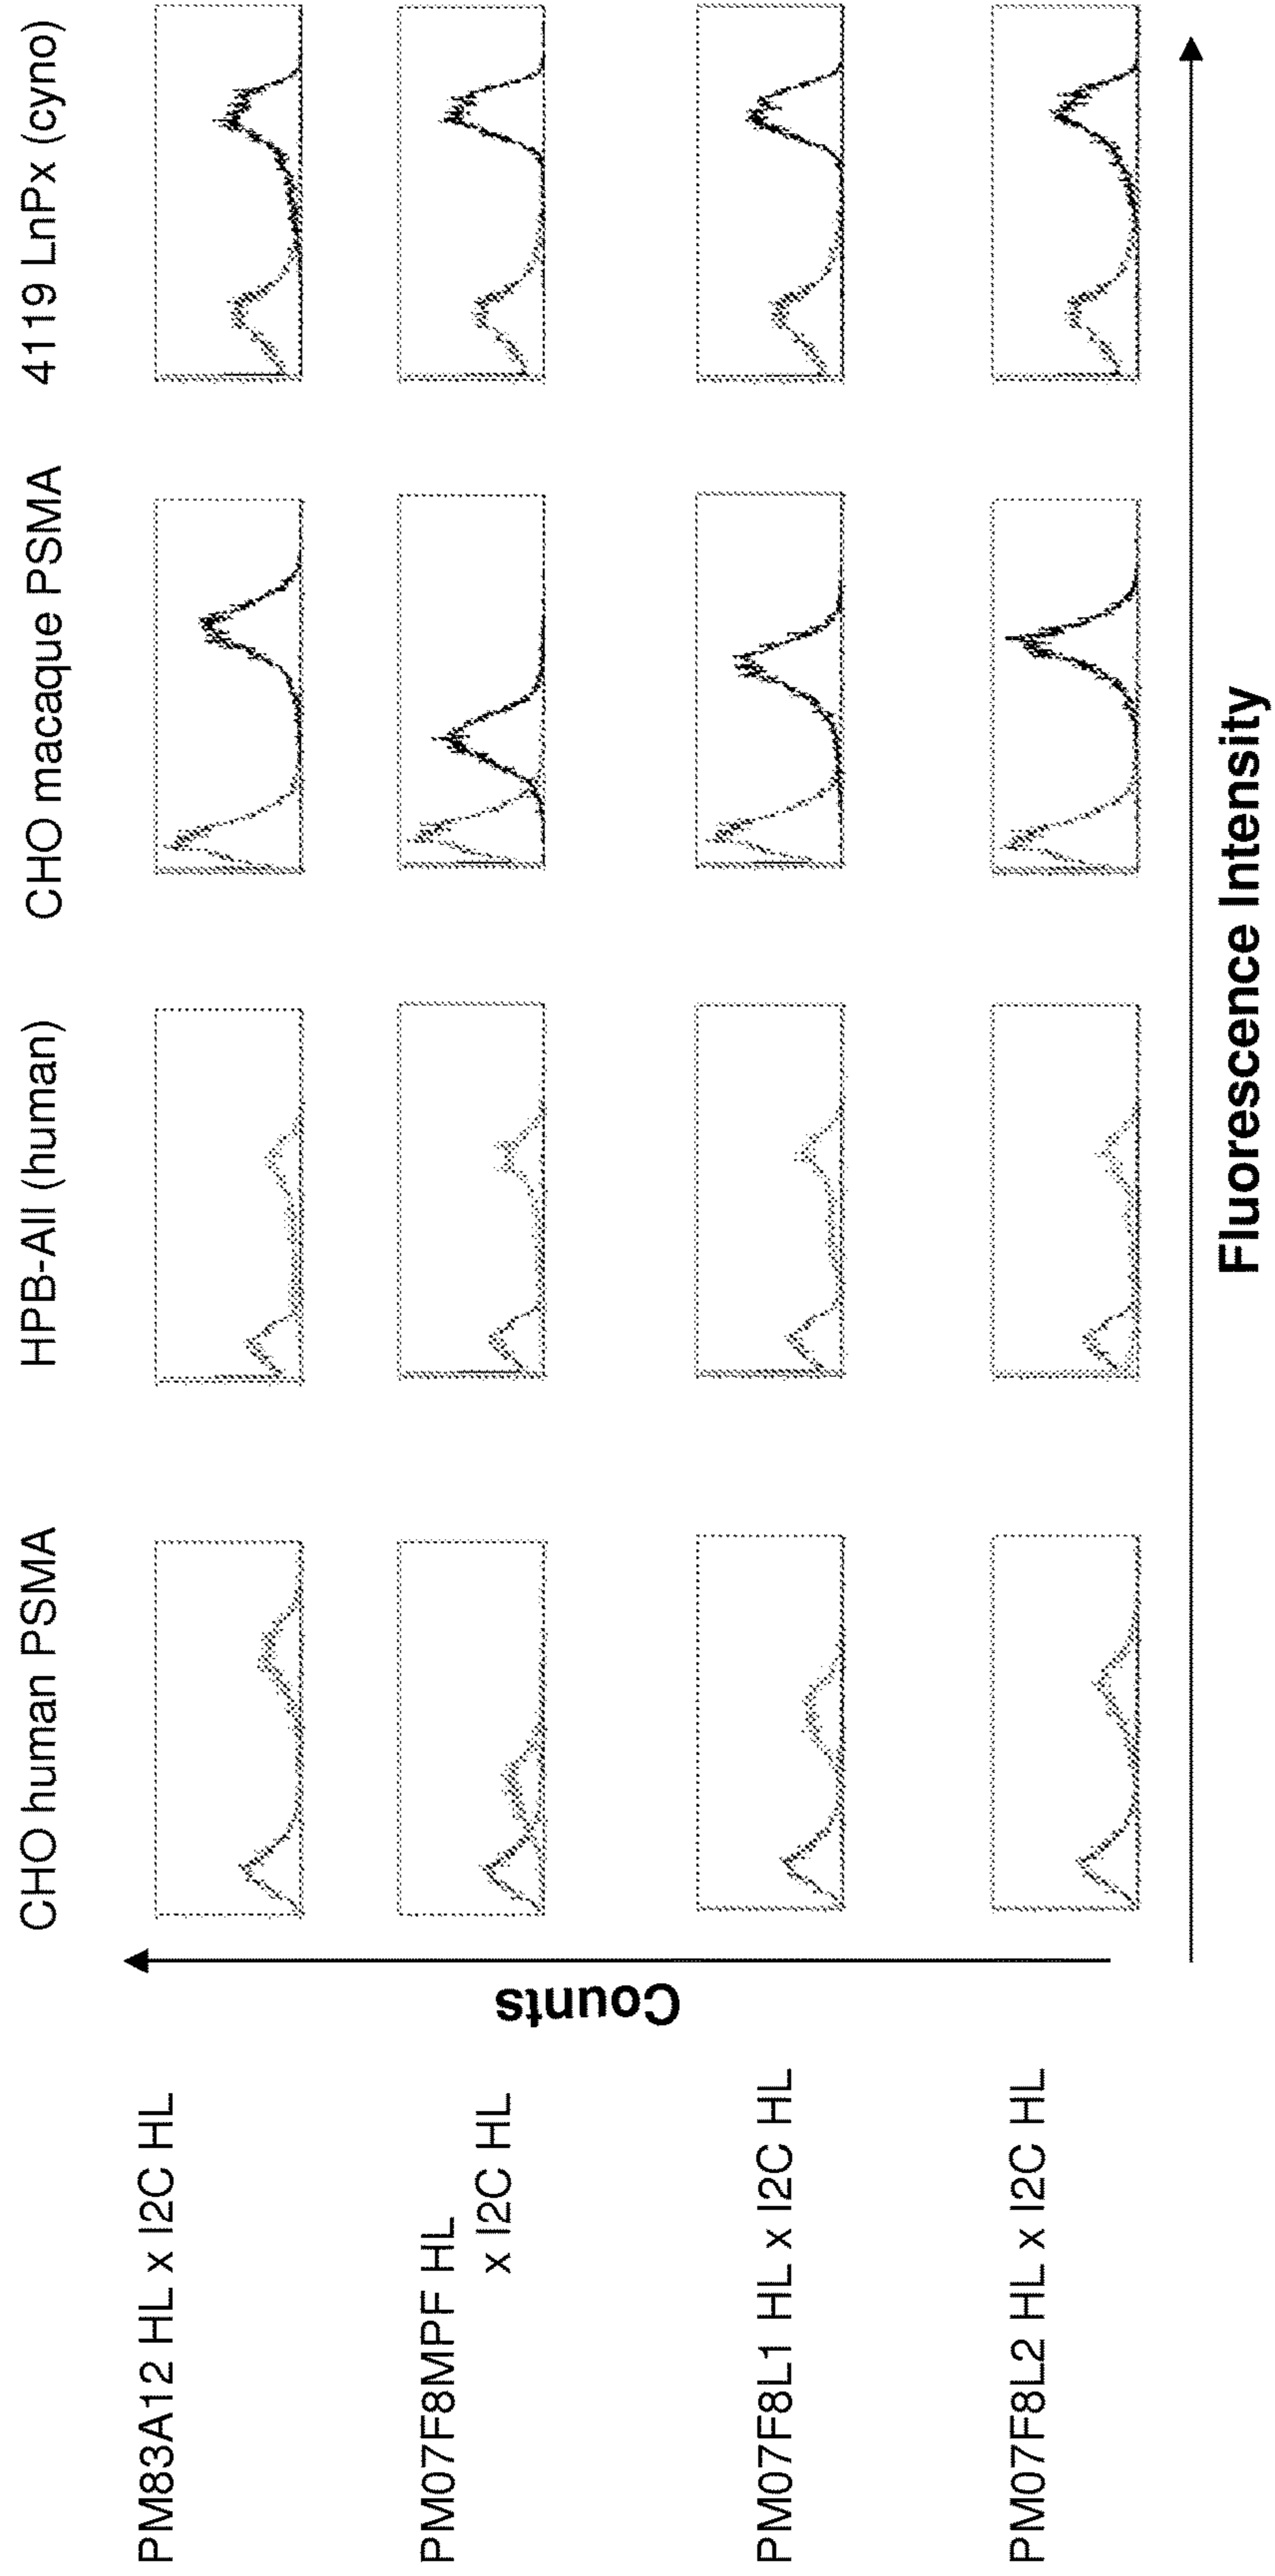 CHO human PSMA
HPB-All (human)
CHO macaque PSMA
4119 LnPx (cyno)
PM83A12 HL x I2C HL
PM07F8MPF HL
x I2C HL
PM07F8L1 HL x I2C HL
PM07F8L2 HL x I2C HL
Counts
Fluorescence Intensity